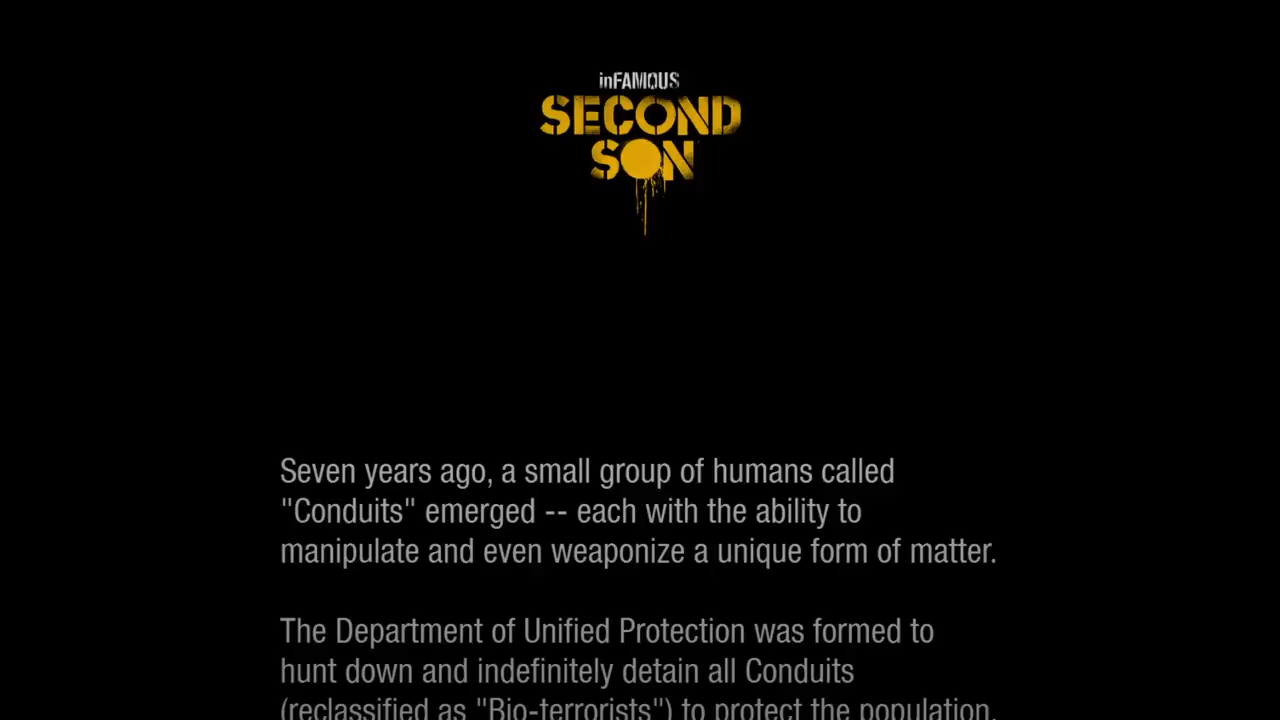 inFAMOUS
SECOND
SON
Seven years ago, a small group of humans called
"Conduits" emerged -- each with the ability to
manipulate and even weaponize a unique form of matter.
The Department of Unified Protection was formed to
hunt down and indefinitely detain all Conduits
(reclassified as "Bio-terrorists") to protect the population.